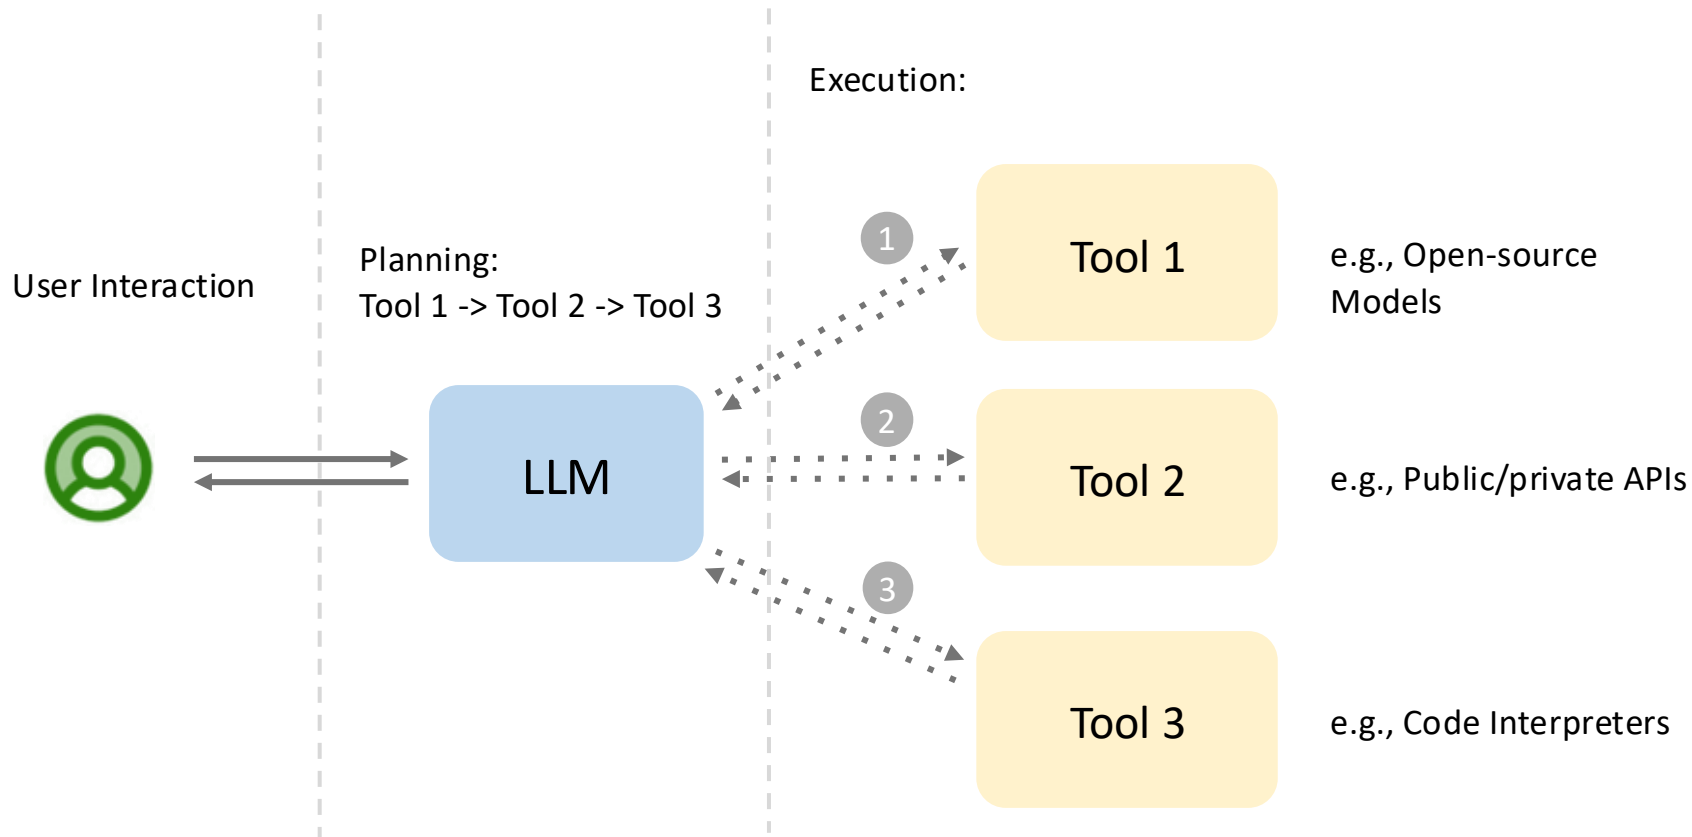 User Interaction
Planning:
Tool 1 -> Tool 2 -> Tool 3
LLM
Execution:
1
Tool 1
e.g., Open-source
Models
2
Tool 2
e.g., Public/private APIs
3
Tool 3
e.g., Code Interpreters